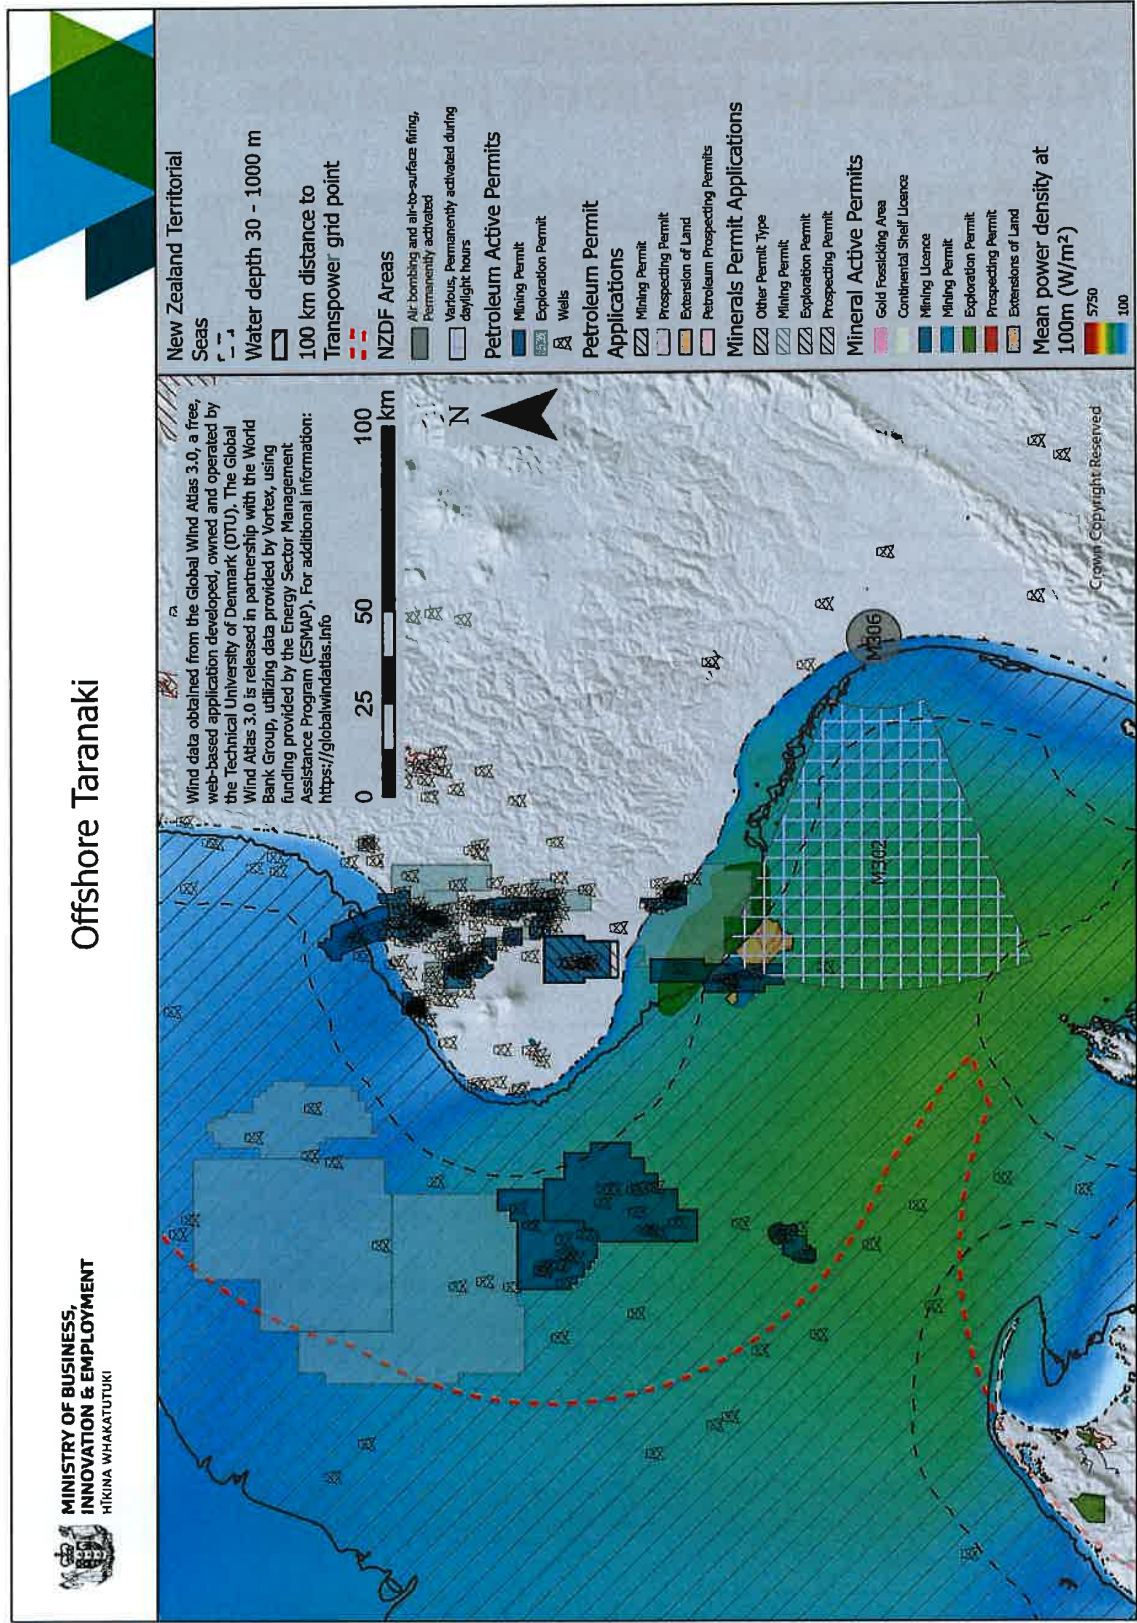 MINISTRY OF BUSINESS,
INNOVATION & EMPLOYMENT
HĪKINA WHAKATUTUKI
Offshore Taranaki
Wind data obtained from the Global Wind Atlas 3.0, a free,
web-based application developed, owned and operated by
the Technical University of Denmark (DTU). The Global
Wind Atlas 3.0 is released in partnership with the World
Bank Group, utilizing data provided by Vortex, using
funding provided by the Energy Sector Management
Assistance Program (ESMAP). For additional information:
https://globalwindatlas.info
0 25 50 100
km
N
M302
M306
Crown Copyright Reserved
New Zealand Territorial
Seas
Water depth 30 - 1000 m
100 km distance to
Transpower grid point
NZDF Areas
Air bombing and air-to-surface firing,
Permanently activated
Various, Permanently activated during
daylight hours
Petroleum Active Permits
Mining Permit
Exploration Permit
Wells
Petroleum Permit
Applications
Mining Permit
Prospecting Permit
Extension of Land
Petroleum Prospecting Permits
Minerals Permit Applications
Other Permit Type
Mining Permit
Exploration Permit
Prospecting Permit
Mineral Active Permits
Gold Fossicking Area
Continental Shelf Licence
Mining Licence
Mining Permit
Exploration Permit
Prospecting Permit
Extensions of Land
Mean power density at
100m (W/m²)
5750
100